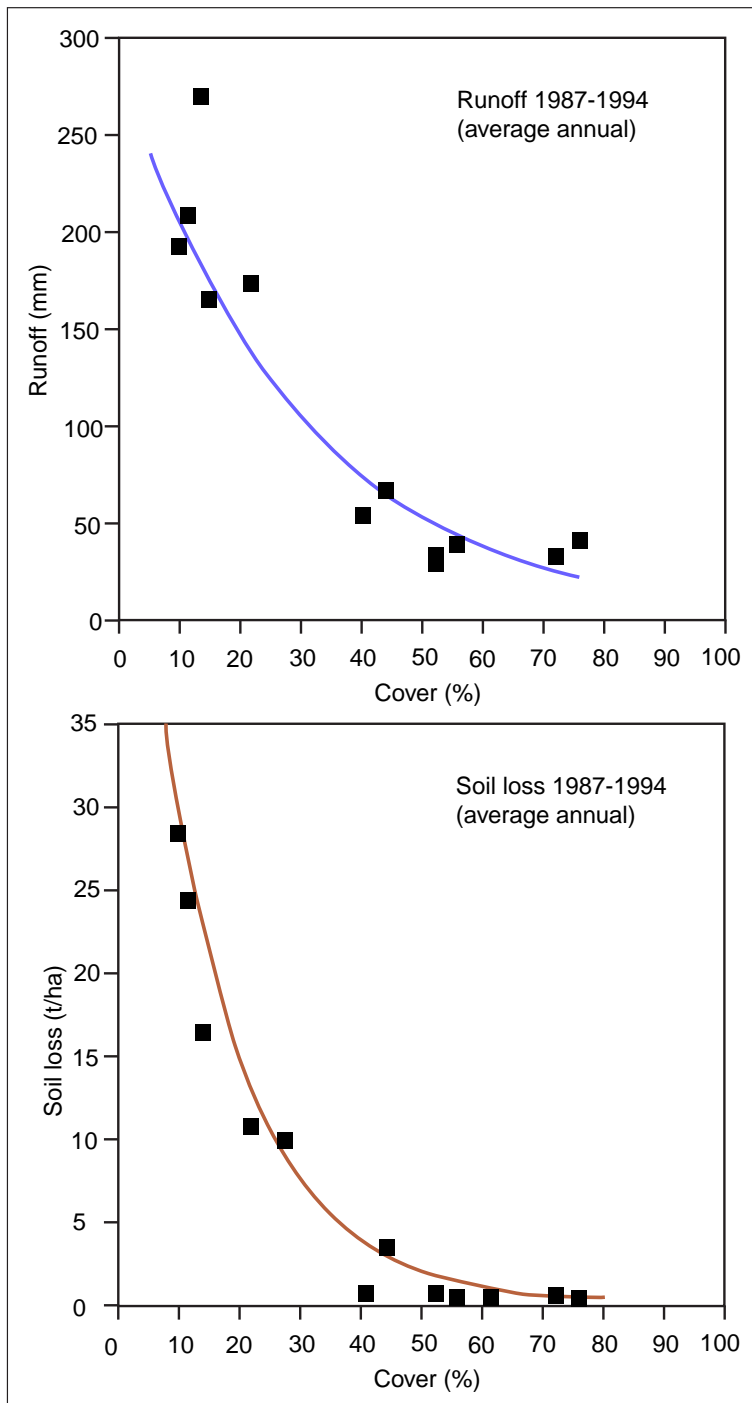 300
250
200
150
100
50
0
Runoff (mm)
Runoff 1987-1994
(average annual)
0 10 20 30 40 50 60 70 80 90 100
Cover (%)
35
30
25
20
15
10
5
0
Soil loss (t/ha)
Soil loss 1987-1994
(average annual)
0 10 20 30 40 50 60 70 80 90 100
Cover (%)